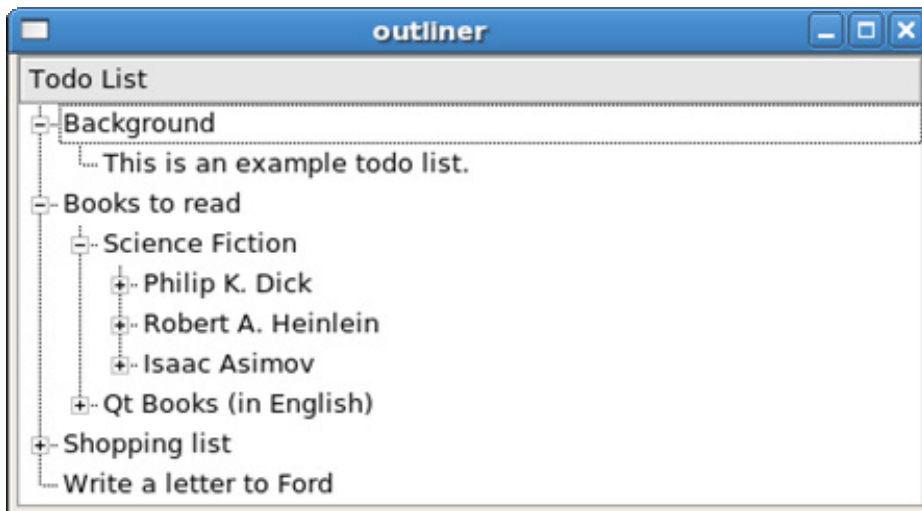 outliner
Todo List
Background
This is an example todo list.
Books to read
Science Fiction
Philip K. Dick
Robert A. Heinlein
Isaac Asimov
Qt Books (in English)
Shopping list
Write a letter to Ford